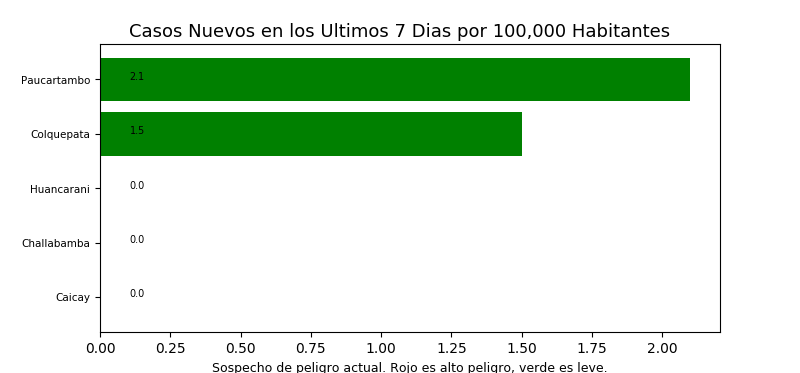 Casos Nuevos en los Ultimos 7 Dias por 100,000 Habitantes
Paucartambo 2.1
Colquepata 1.5
Huancarani 0.0
Challabamba 0.0
Caicay 0.0
0.00 0.25 0.50 0.75 1.00 1.25 1.50 1.75 2.00
Sospecho de peligro actual. Rojo es alto peligro, verde es leve.